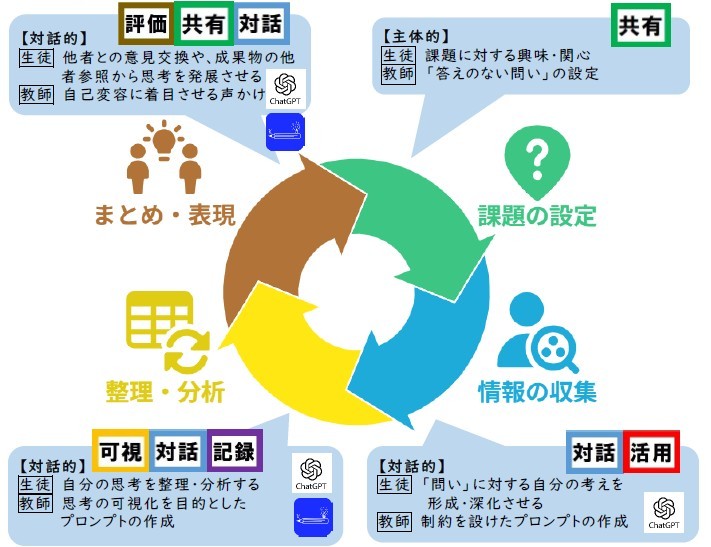 評価 共有 対話
【対話的】
生徒 他者との意見交換や、成果物の他
者参照から思考を発展させる
教師 自己変容に着目させる声かけ
ChatGPT
共有
【主体的】
生徒 課題に対する興味・関心
教師 「答えのない問い」の設定
まとめ・表現
?
課題の設定
整理・分析
情報の収集
可視 対話 記録
【対話的】
生徒 自分の思考を整理・分析する
教師 思考の可視化を目的とした
プロンプトの作成
ChatGPT
対話 活用
【対話的】
生徒 「問い」に対する自分の考えを
形成・深化させる
教師 制約を設けたプロンプトの作成
ChatGPT